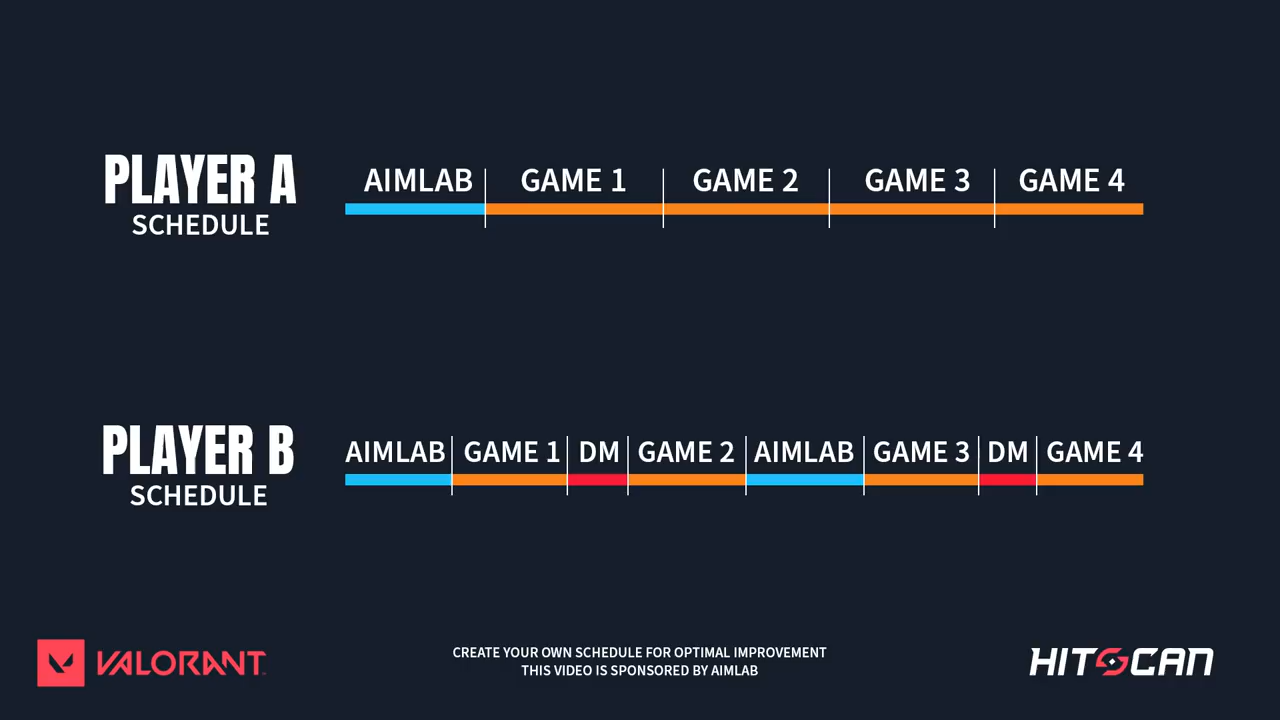 PLAYER A
SCHEDULE
AIMLAB GAME 1 GAME 2 GAME 3 GAME 4
PLAYER B
SCHEDULE
AIMLAB GAME 1 DM GAME 2 AIMLAB GAME 3 DM GAME 4
VALORANT
CREATE YOUR OWN SCHEDULE FOR OPTIMAL IMPROVEMENT
THIS VIDEO IS SPONSORED BY AIMLAB
HITSCAN